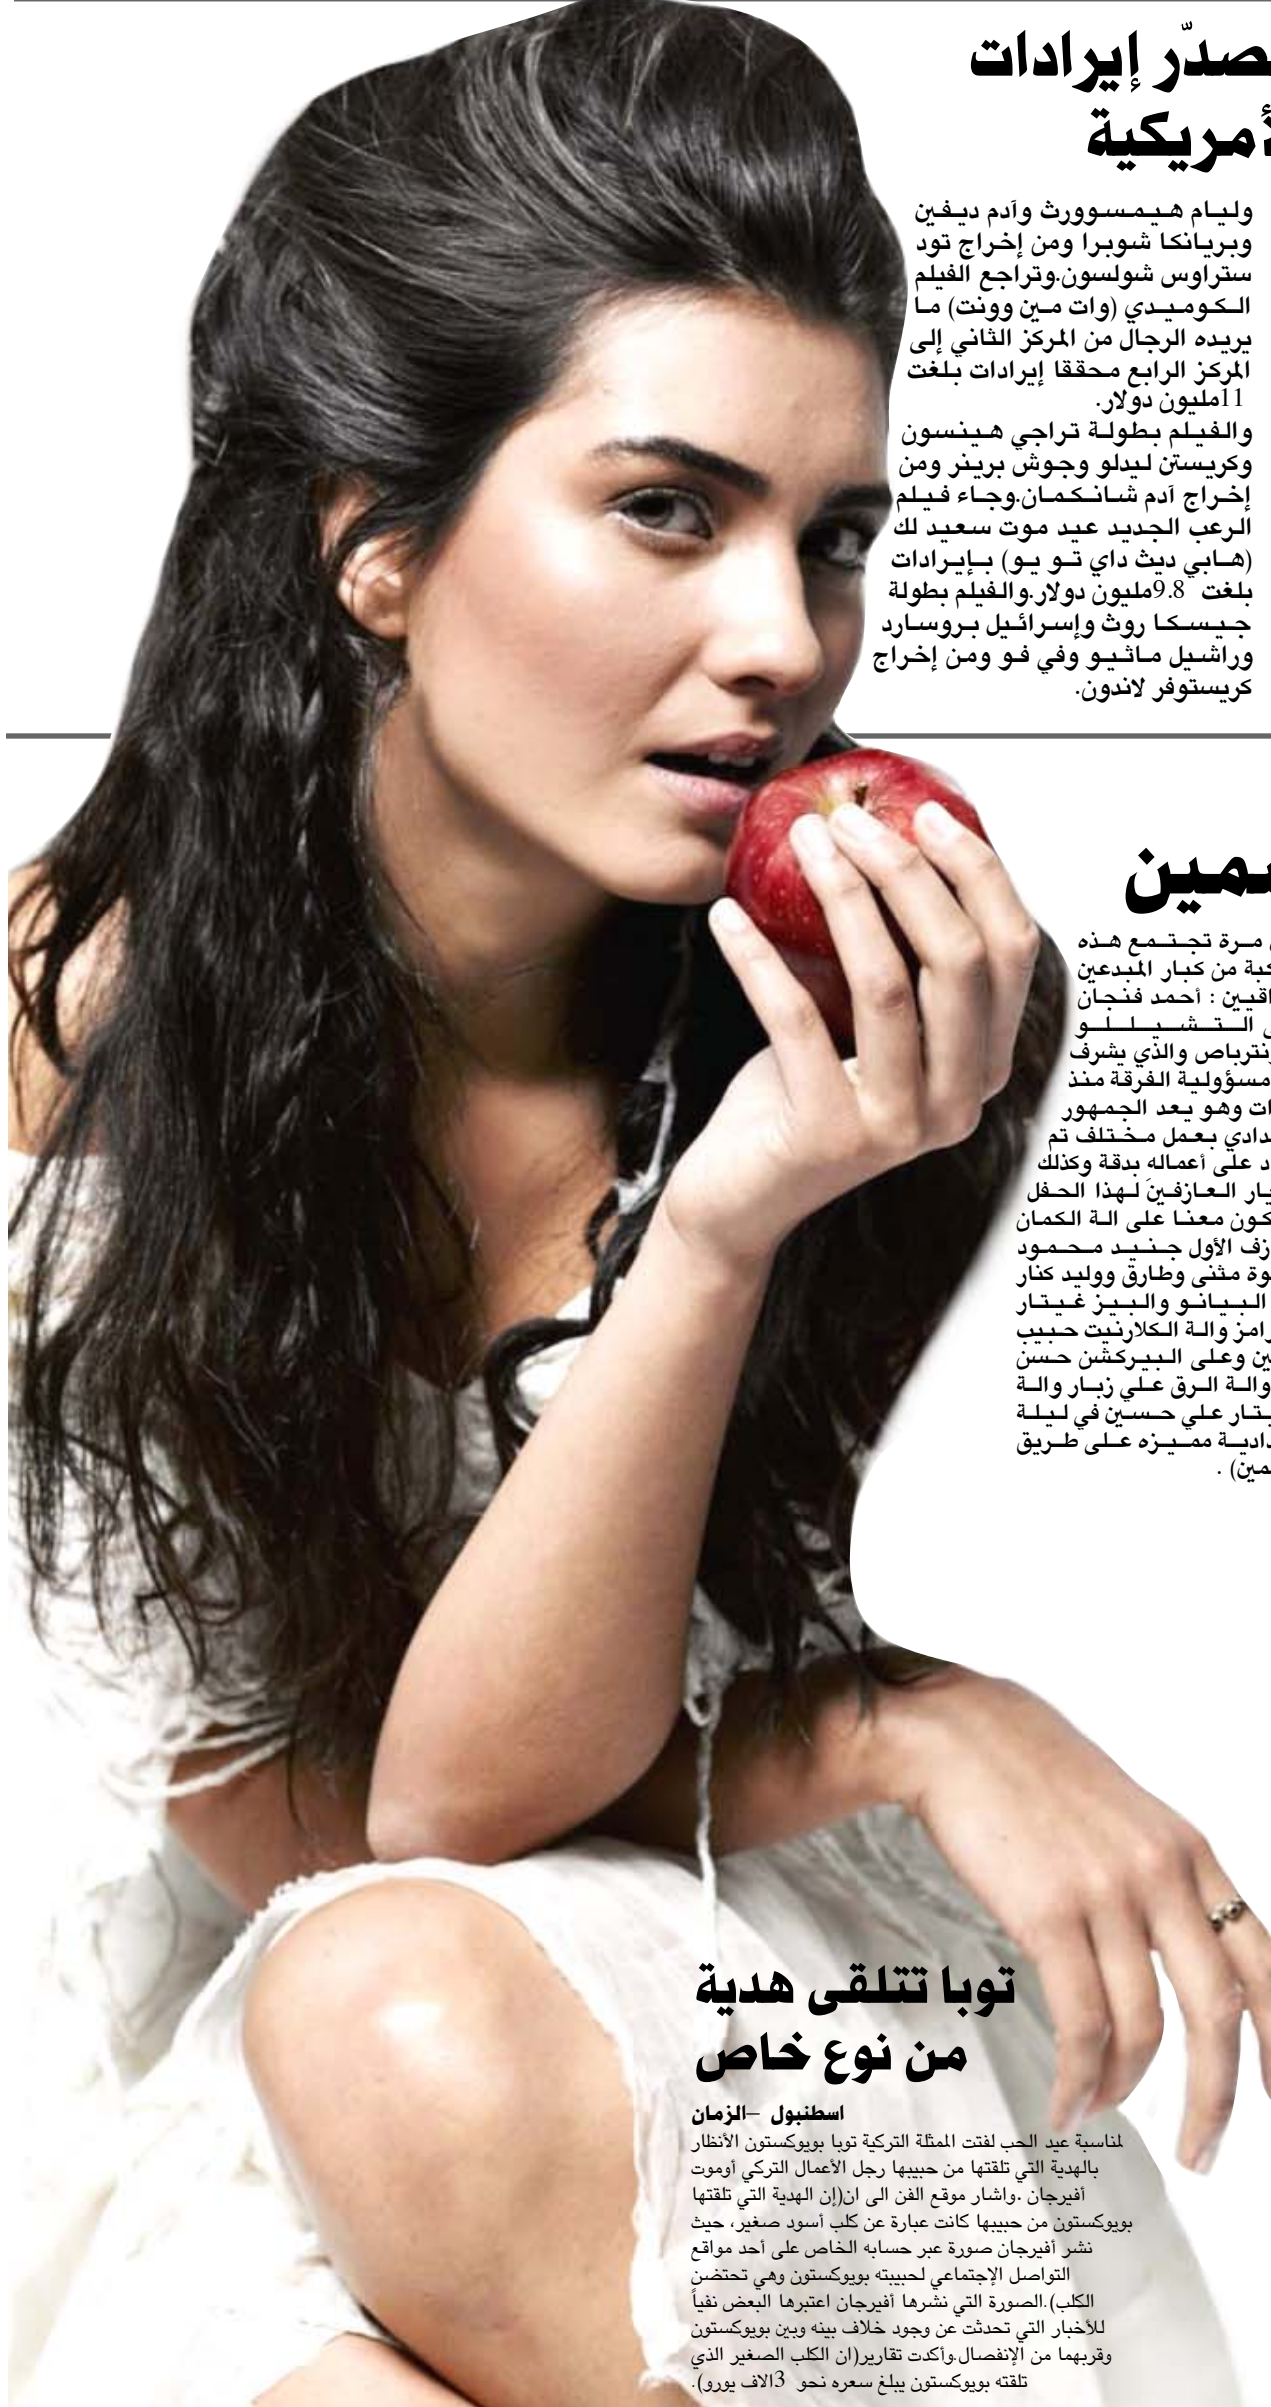 إيرادات
وليام هيمسوورث وآدم ديفين
وبريانكا شوبرا ومن إخراج تود
ستراوس شولسون.وتراجع الفيلم
الكوميدي (وات مين وونت) ما
يريده الرجال من المركز الثاني إلى
المركز الرابع محققا إيرادات بلغت
11مليون دولار.
والفيلم بطولة تراجي هينسون
وكريستن ليدلو وجوش برينر ومن
إخراج آدم شانكمان.وجاء فيلم
الرعب الجديد عيد موت سعيد لك
(هابي ديث داي تو يو) بإيرادات
بلغت 9.8مليون دولار.والفيلم بطولة
جيسكا روث وإسرائيل بروسارد
وراشيل ماثيو وفي فو ومن إخراج
كريستوفر لاندون.
مرة تجتمع هذه
من كبار المبدعين
: أحمد فنجان
التشيللو
والذي يشرف
مسؤولية الفرقة منذ
وهو يعد الجمهور
بعمل مختلف تم
على أعماله بدقة وكذلك
العازفين لهذا الحفل
معنا على الة الكمان
الأول جنيد محمود
مثنى وطارق ووليد كنار
البيانو والبيز غيتار
والة الكلارنيت حبيب
وعلى البيركشن حسن
والة الرق علي زبار والة
علي حسين في ليلة
مميزه على طريق
توبا تتلقى هدية
من نوع خاص
اسطنبول –الزمان
لمناسبة عيد الحب لفتت الممثلة التركية توبا بويوكستون الأنظار
بالهدية التي تلقتها من حبيبها رجل الأعمال التركي أوموت
أفيرجان .واشار موقع الفن الى ان(إن الهدية التي تلقتها
بويوكستون من حبيبها كانت عبارة عن كلب أسود صغير، حيث
نشر أفيرجان صورة عبر حسابه الخاص على أحد مواقع
التواصل الإجتماعي لحبيبته بويوكستون وهي تحتضن
الكلب).الصورة التي نشرها أفيرجان اعتبرها البعض نفياً
للأخبار التي تحدثت عن وجود خلاف بينه وبين بويوكستون
وقربهما من الإنفصال.وأكدت تقارير(ان الكلب الصغير الذي
تلقته بويوكستون يبلغ سعره نحو 3الاف يورو).